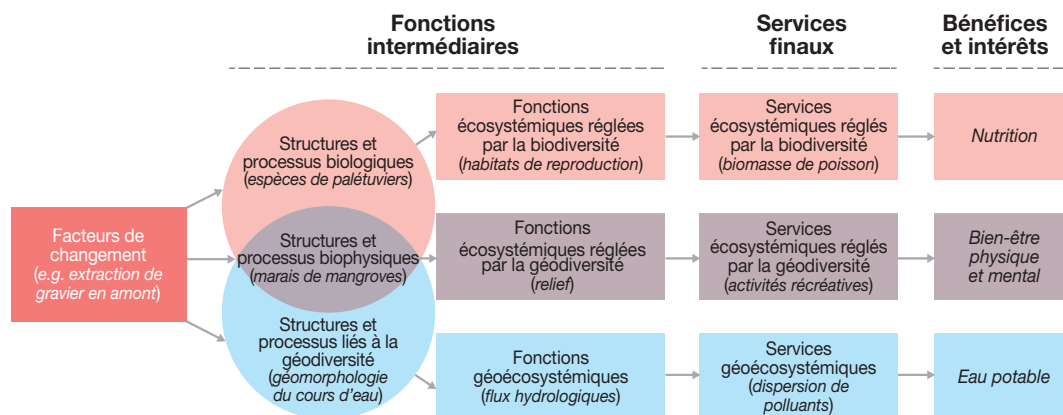 Fonctions
intermédiaires
Services
finaux
Bénéfices
et intérêts
Facteurs de
changement
(e.g. extraction de
gravier en amont)
Structures et
processus biologiques
(espèces de palétuviers)
Structures et
processus biophysiques
(marais de mangroves)
Structures et
processus liés à la
géodiversité
(géomorphologie
du cours d'eau)
Fonctions
écosystémiques réglées
par la biodiversité
(habitats de reproduction)
Services
écosystémiques réglés
par la biodiversité
(biomasse de poisson)
Nutrition
Fonctions
écosystémiques réglées
par la géodiversité
(relief)
Services
écosystémiques réglés
par la géodiversité
(activités récréatives)
Bien-être
physique
et mental
Fonctions
géoécosystémiques
(flux hydrologiques)
Services
géoécosystémiques
(dispersion de
polluants)
Eau potable